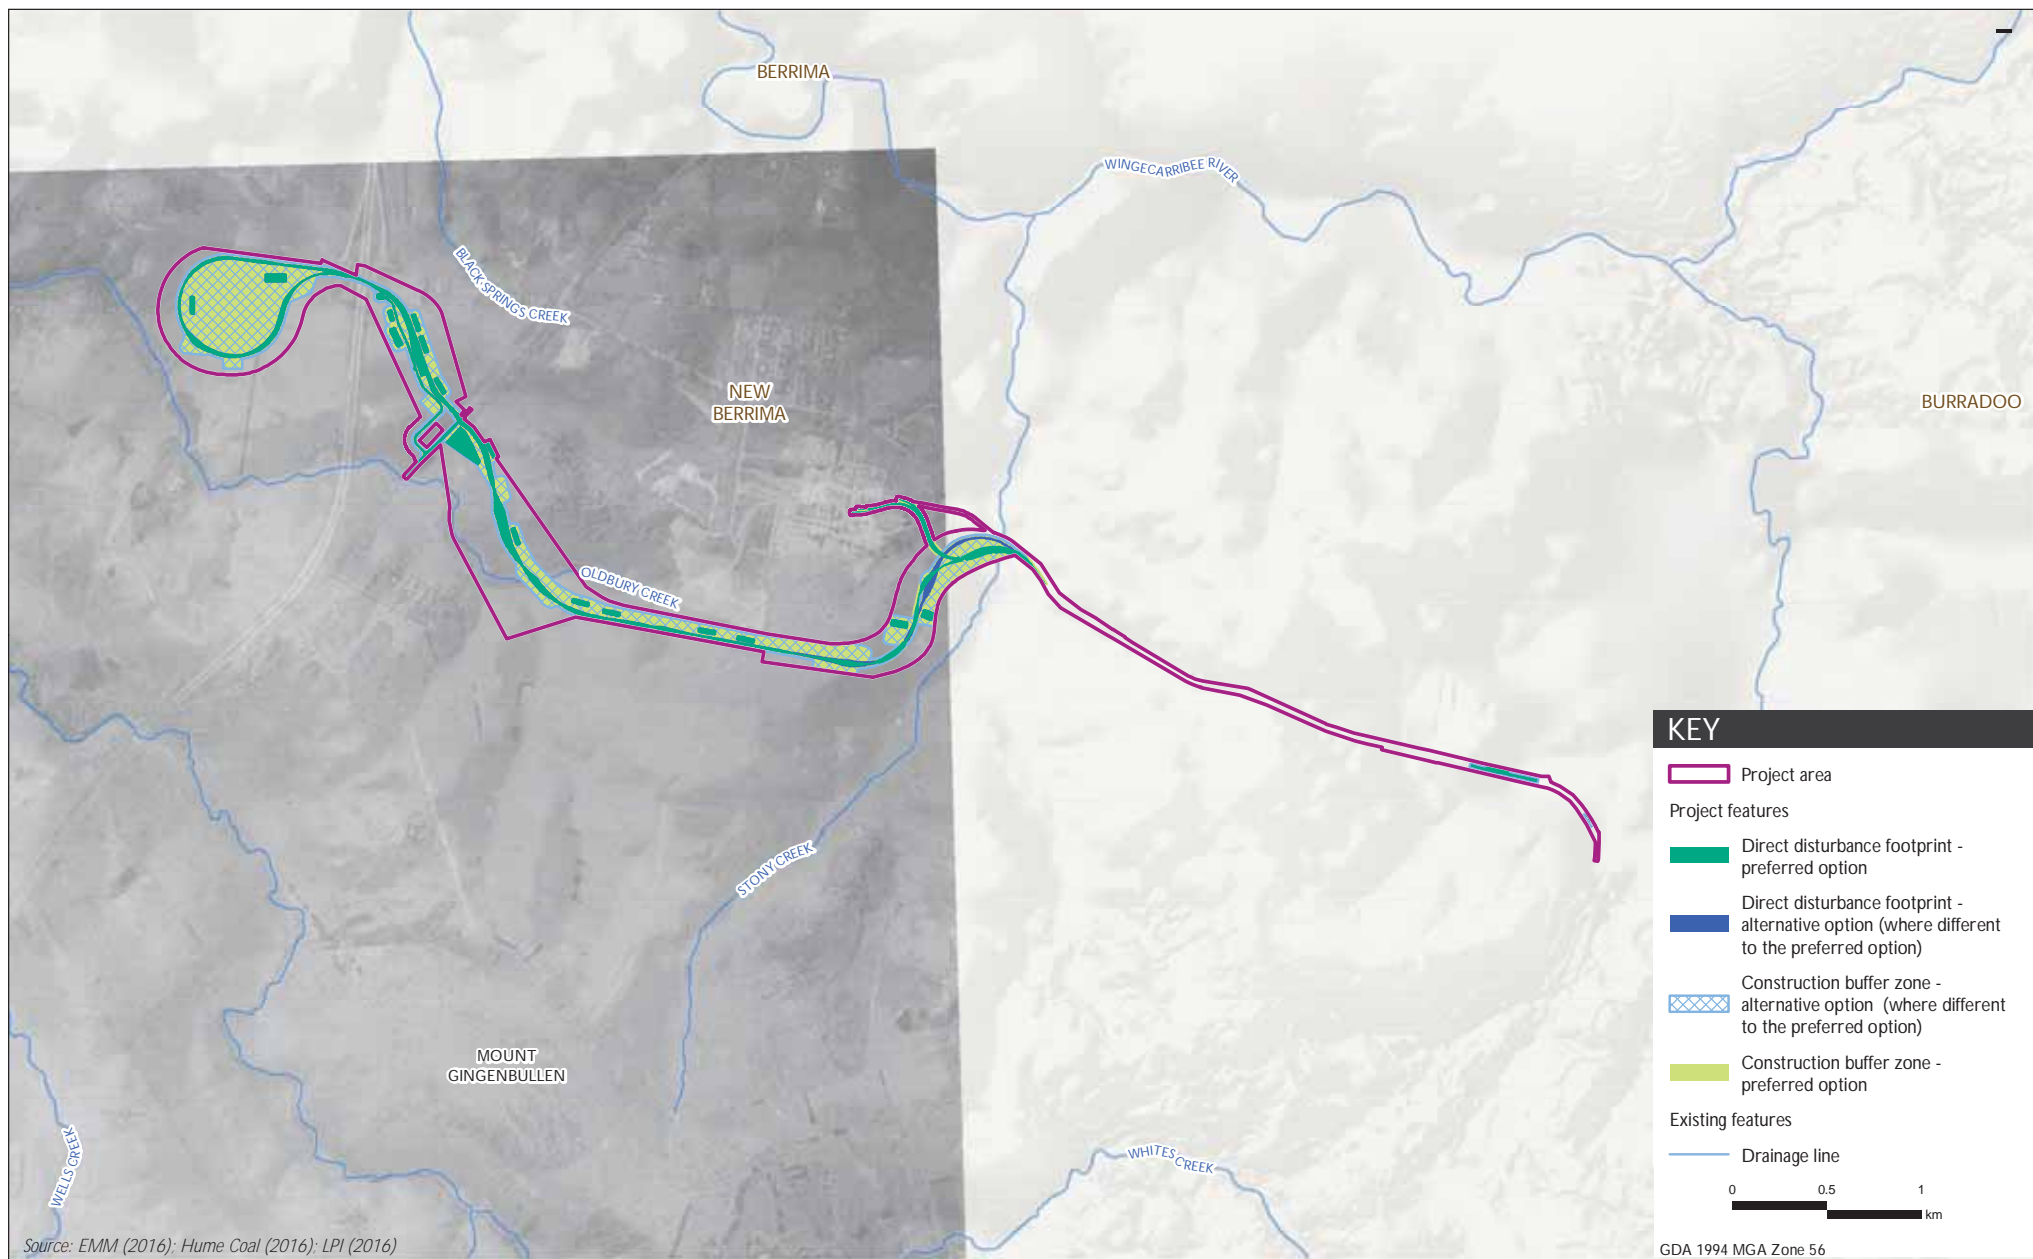 BERRIMA
WINGECARRIBEE RIVER
BLACK SPRINGS CREEK
NEW
BERRIMA
BURRADOO
OLDBURY CREEK
STONY CREEK
MOUNT
GINGENBULLEN
WELLS CREEK
WHITES CREEK
KEY
Project area
Project features
Direct disturbance footprint -
preferred option
Direct disturbance footprint -
alternative option (where different
to the preferred option)
Construction buffer zone -
alternative option (where different
to the preferred option)
Construction buffer zone -
preferred option
Existing features
Drainage line
0 0.5 1
km
GDA 1994 MGA Zone 56
Source: EMM (2016); Hume Coal (2016); LPI (2016)